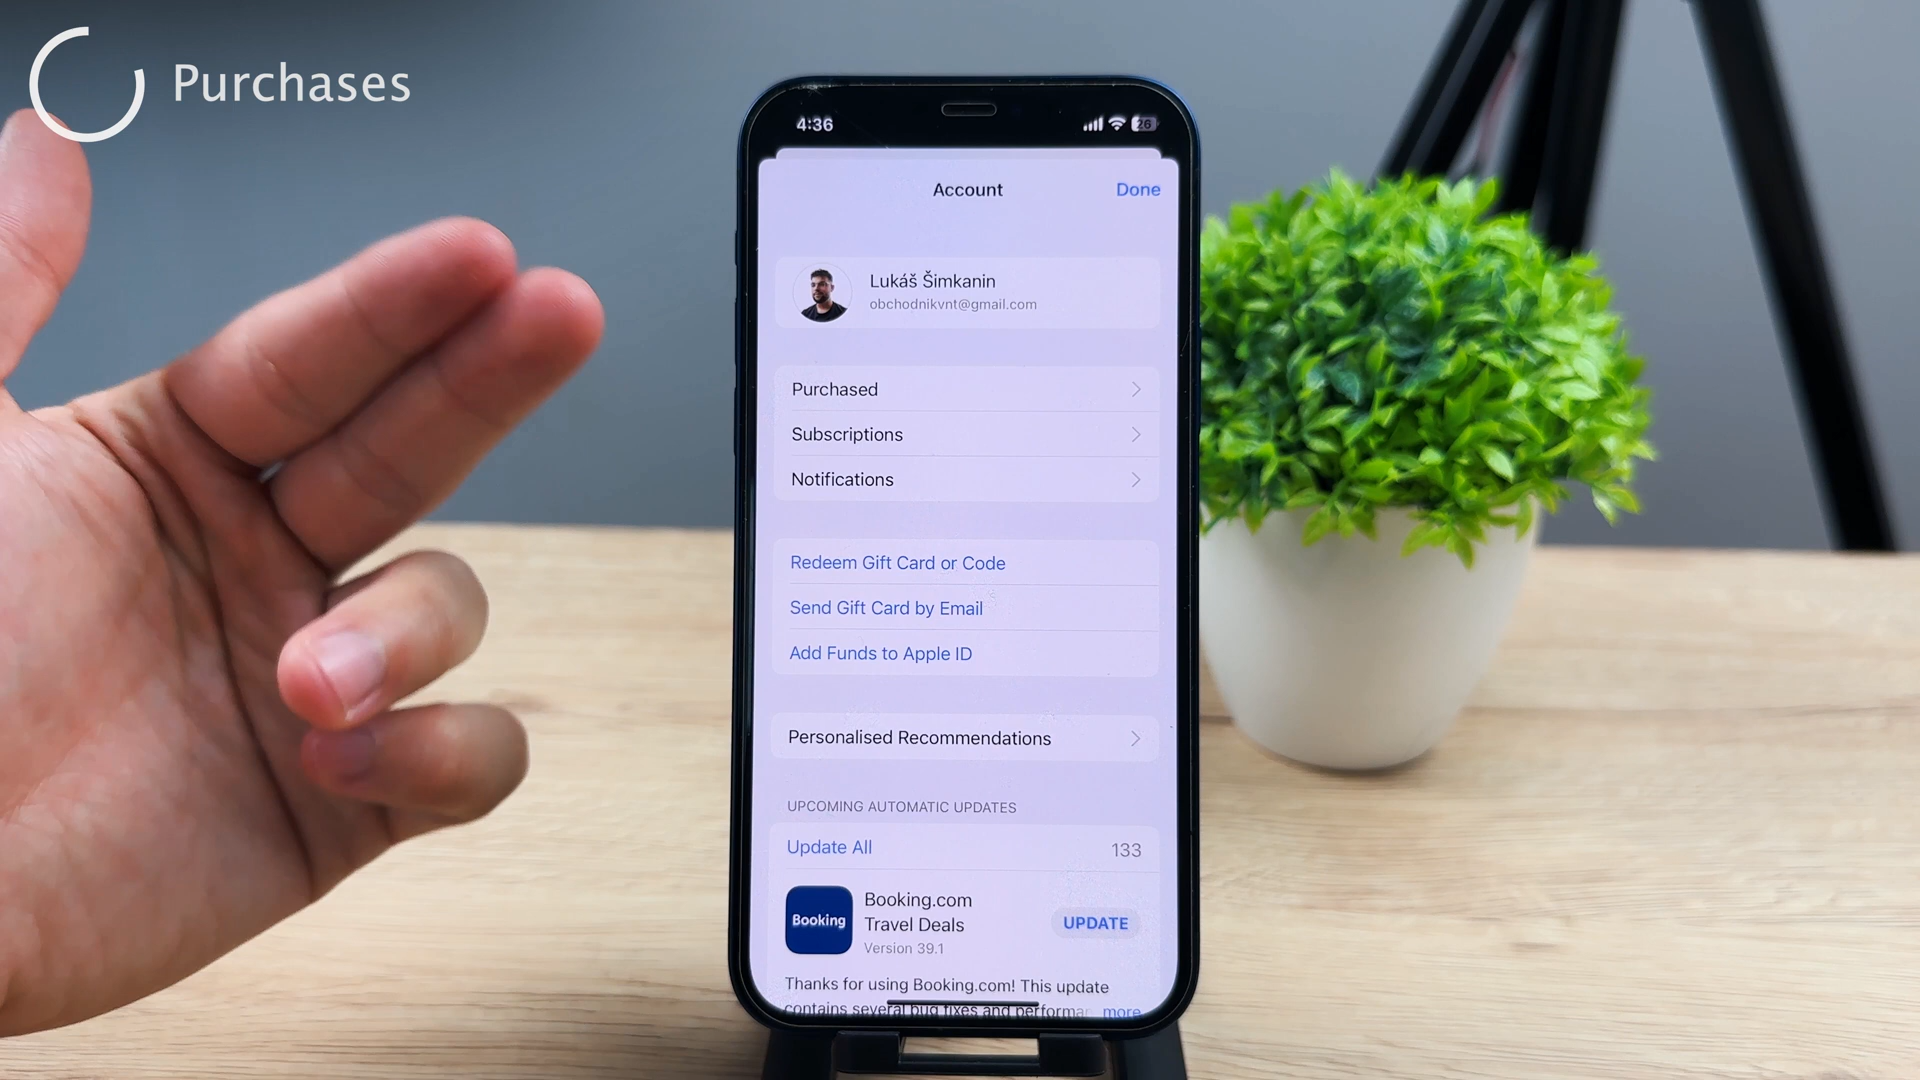 Purchases
4:36
26
Account
Done
Lukáš Šimkanin
obchodnikvnt@gmail.com
Purchased
Subscriptions
Notifications
Redeem Gift Card or Code
Send Gift Card by Email
Add Funds to Apple ID
Personalised Recommendations
UPCOMING AUTOMATIC UPDATES
Update All
133
Booking
Booking.com
Travel Deals
Version 39.1
UPDATE
Thanks for using Booking.com! This update
contains several bug fixes and performa
more